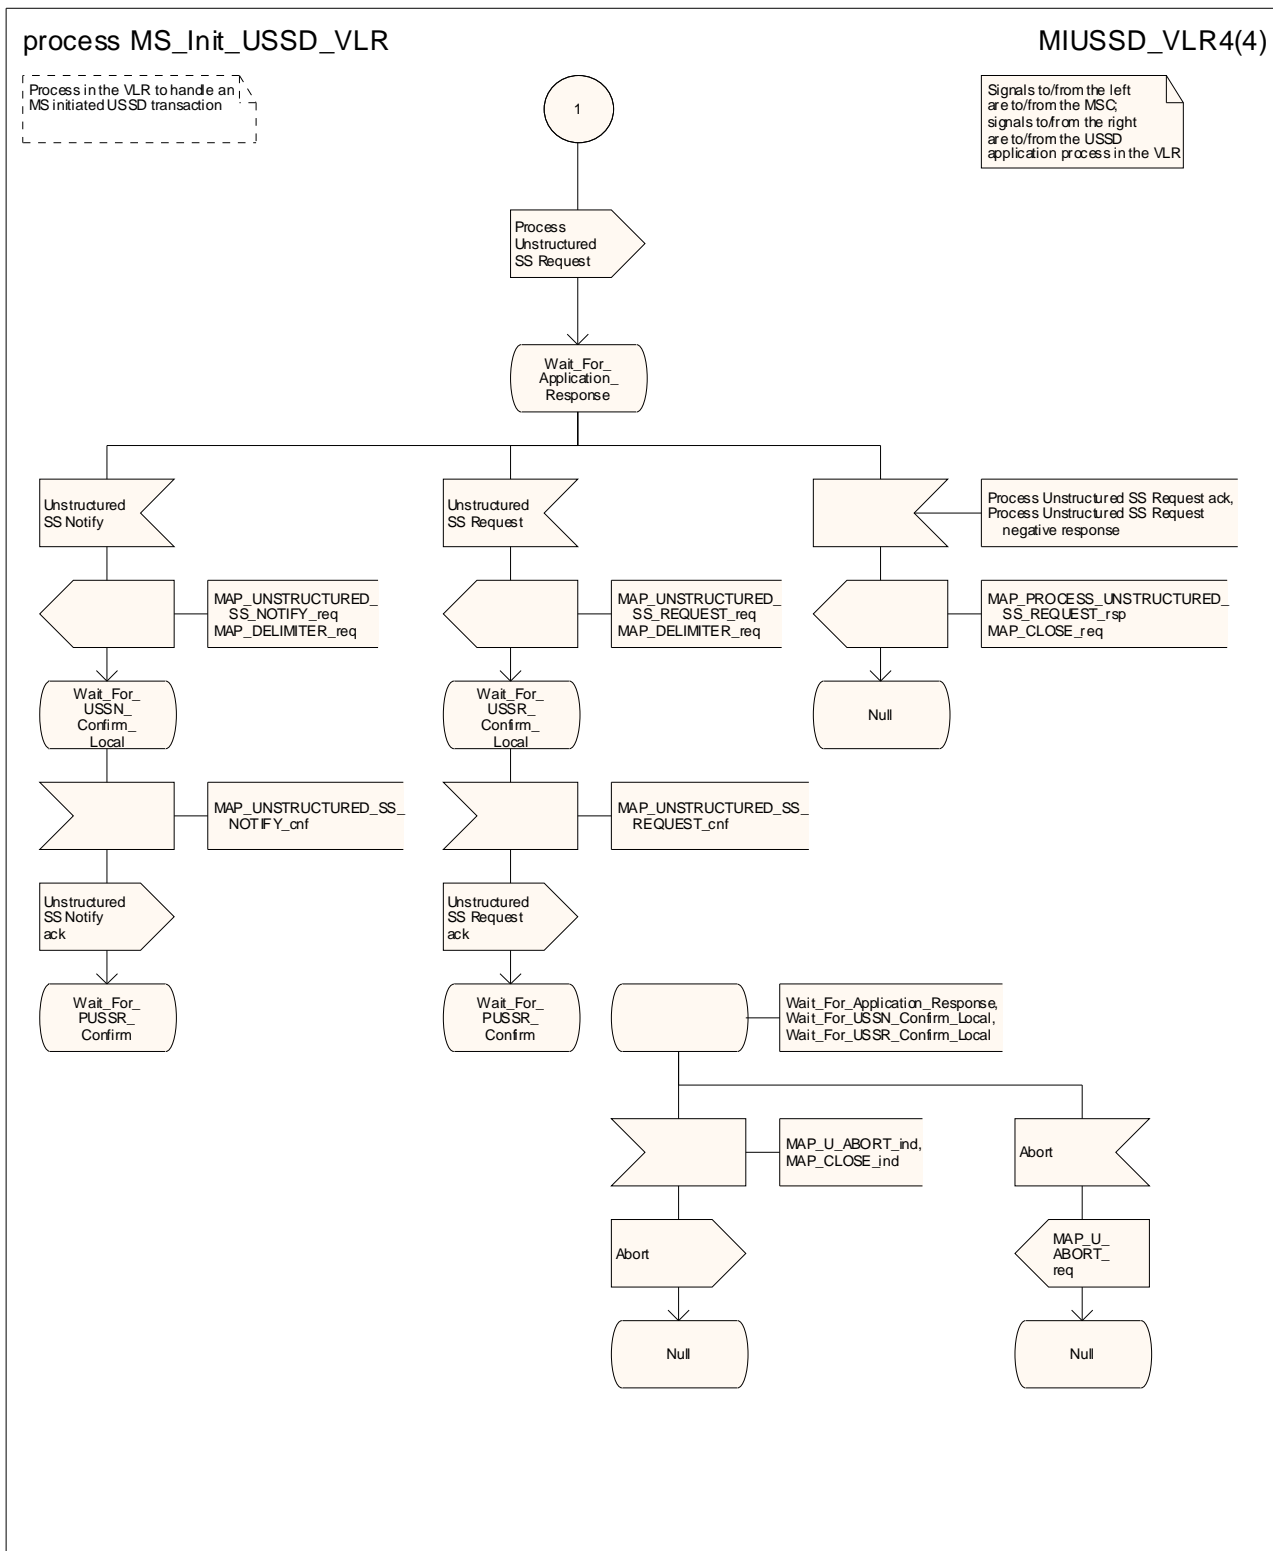 process MS_Init_USSD_VLR
MIUSSD_VLR4(4)
Process in the VLR to handle an
MS initiated USSD transaction
1
Signals to/from the left
are to/from the MSC;
signals to/from the right
are to/from the USSD
application process in the VLR
Process
Unstructured
SS Request
Wait_For_
Application_
Response
Unstructured
SS Notify
Unstructured
SS Request
Process Unstructured SS Request ack,
Process Unstructured SS Request
negative response
MAP_UNSTRUCTURED_
SS_NOTIFY_req
MAP_DELIMITER_req
MAP_UNSTRUCTURED_
SS_REQUEST_req
MAP_DELIMITER_req
MAP_PROCESS_UNSTRUCTURED_
SS_REQUEST_rsp
MAP_CLOSE_req
Wait_For_
USSN_
Confirm_
Local
Wait_For_
USSR_
Confirm_
Local
Null
MAP_UNSTRUCTURED_SS_
NOTIFY_cnf
MAP_UNSTRUCTURED_SS_
REQUEST_cnf
Unstructured
SS Notify
ack
Unstructured
SS Request
ack
Wait_For_
PUSSR_
Confirm
Wait_For_
PUSSR_
Confirm
Wait_For_Application_Response,
Wait_For_USSN_Confirm_Local,
Wait_For_USSR_Confirm_Local
MAP_U_ABORT_ind,
MAP_CLOSE_ind
Abort
Abort
MAP_U_
ABORT_
req
Null
Null